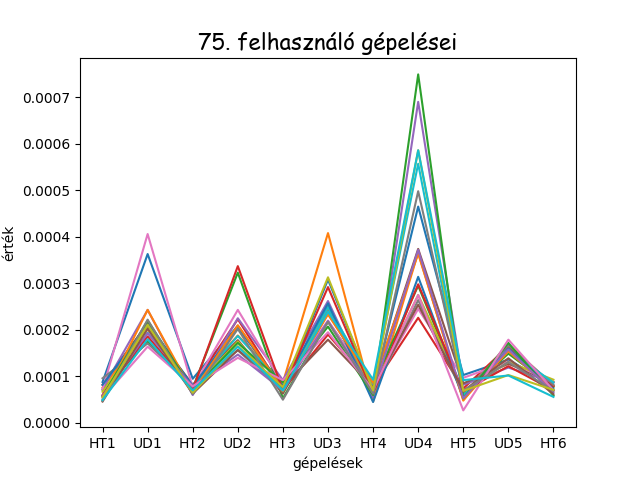 75. felhasználó gépelései
érték
0.0007
0.0006
0.0005
0.0004
0.0003
0.0002
0.0001
0.0000
HT1 UD1 HT2 UD2 HT3 UD3 HT4 UD4 HT5 UD5 HT6
gépelések